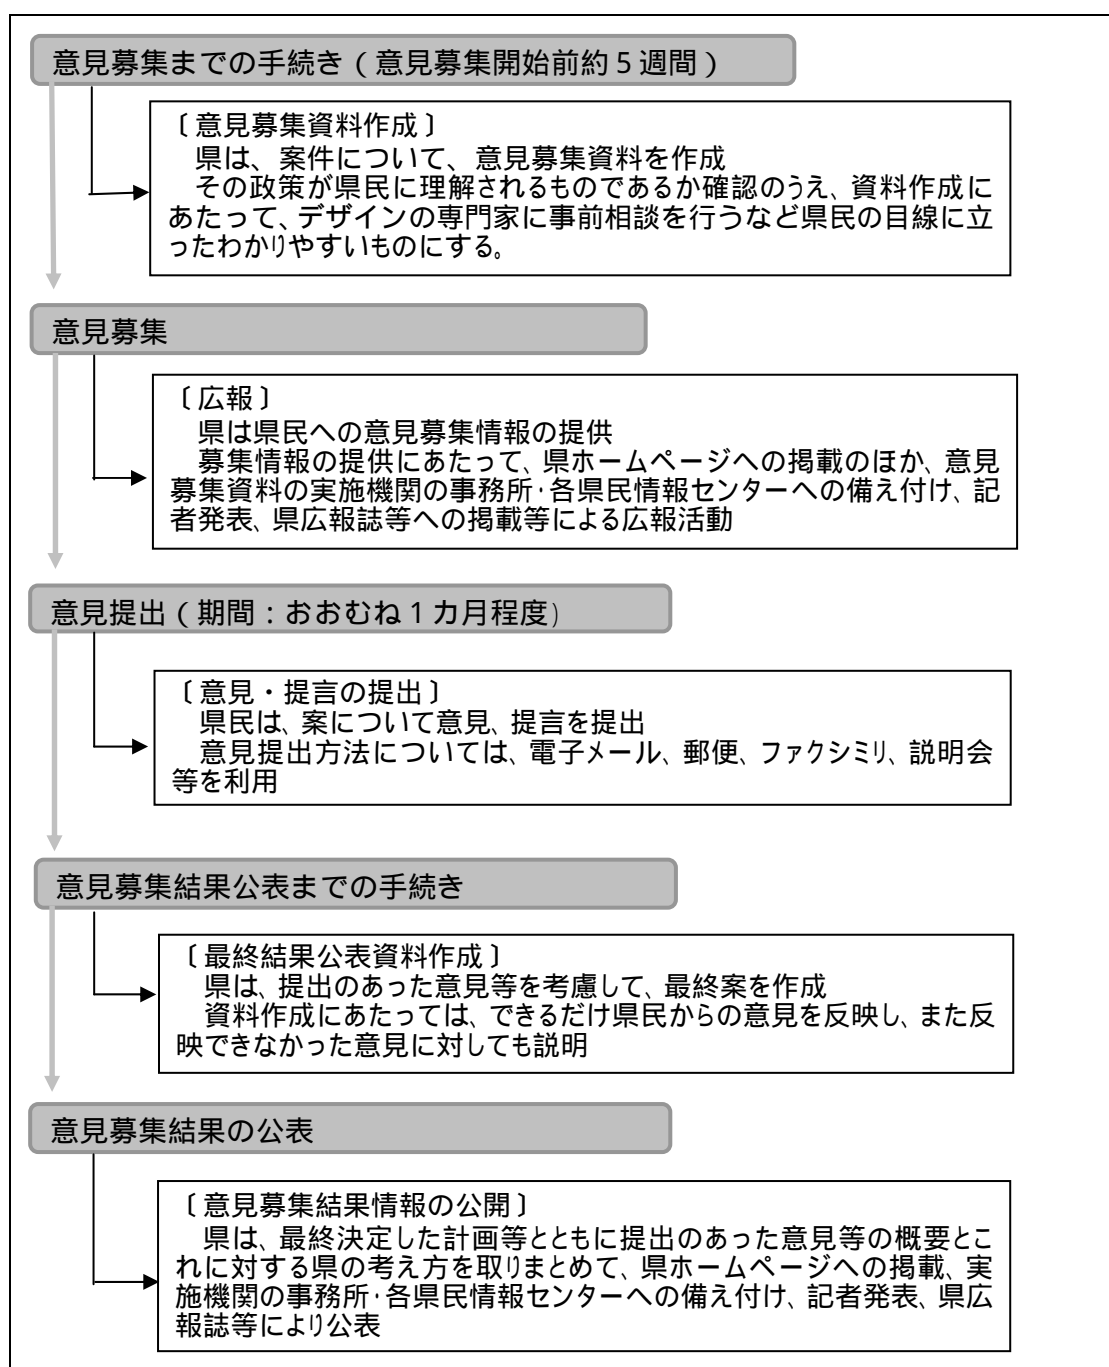 意見募集までの手続き（意見募集開始前約５週間）
〔意見募集資料作成〕
県は、案件について、意見募集資料を作成
その政策が県民に理解されるものであるか確認のうえ、資料作成に
あたって、デザインの専門家に事前相談を行うなど県民の目線に立
ったわかりやすいものにする。
意見募集
〔広報〕
県は県民への意見募集情報の提供
募集情報の提供にあたって、県ホームページへの掲載のほか、意見
募集資料の実施機関の事務所・各県民情報センターへの備え付け、記
者発表、県広報誌等への掲載等による広報活動
意見提出（期間：おおむね１カ月程度）
〔意見・提言の提出〕
県民は、案について意見、提言を提出
意見提出方法については、電子メール、郵便、ファクシミリ、説明会
等を利用
意見募集結果公表までの手続き
〔最終結果公表資料作成〕
県は、提出のあった意見等を考慮して、最終案を作成
資料作成にあたっては、できるだけ県民からの意見を反映し、また反
映できなかった意見に対しても説明
意見募集結果の公表
〔意見募集結果情報の公開〕
県は、最終決定した計画等とともに提出のあった意見等の概要とこ
れに対する県の考え方を取りまとめて、県ホームページへの掲載、実
施機関の事務所・各県民情報センターへの備え付け、記者発表、県広
報誌等により公表